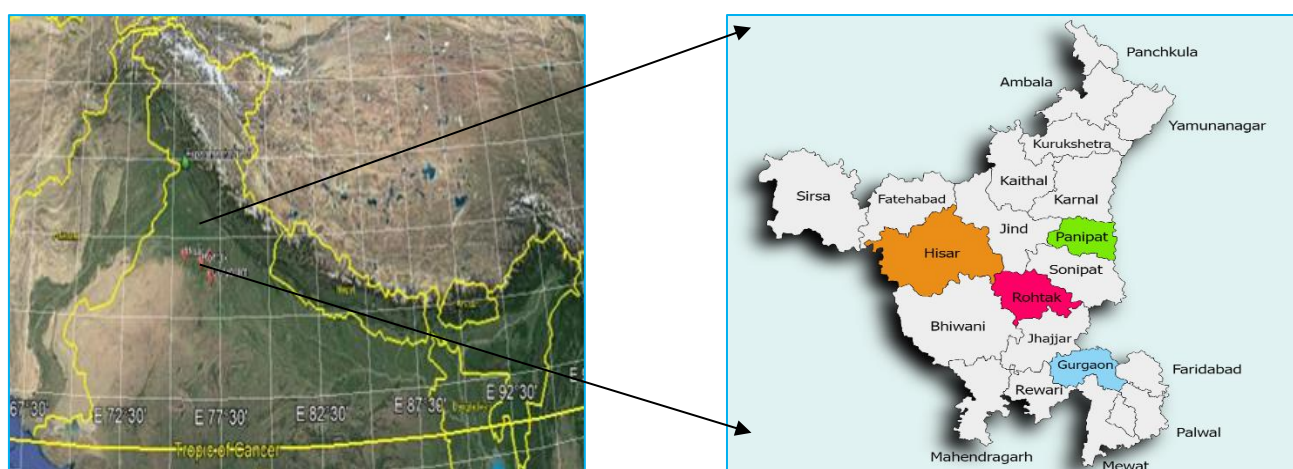 67°30'
E 72°30'
E 77°30'
E 82°30'
E 87°30'
E 92°30'
Tropic of Cancer
Panchkula
Ambala
Yamunanagar
Kurukshetra
Kaithal
Sirsa
Fatehabad
Karnal
Jind
Panipat
Hisar
Sonipat
Rohtak
Bhiwani
Jhajjar
Gurgaon
Faridabad
Rewari
Palwal
Mahendragarh
Mewat